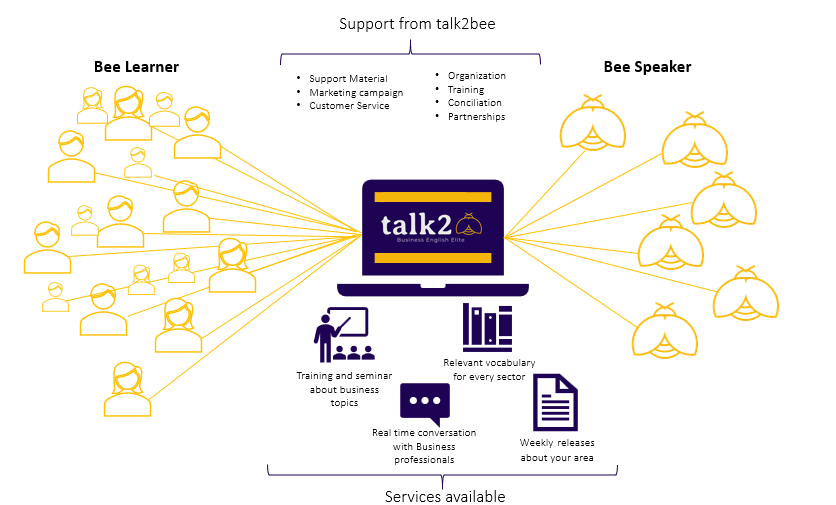 Support from talk2bee
Bee Learner
Bee Speaker
• Support Material
• Marketing campaign
• Customer Service
• Organization
• Training
• Conciliation
• Partnerships
talk2
Business English Elite
Training and seminar
about business
topics
Relevant vocabulary
for every sector
Real time conversation
with Business
professionals
Weekly releases
about your area
Services available